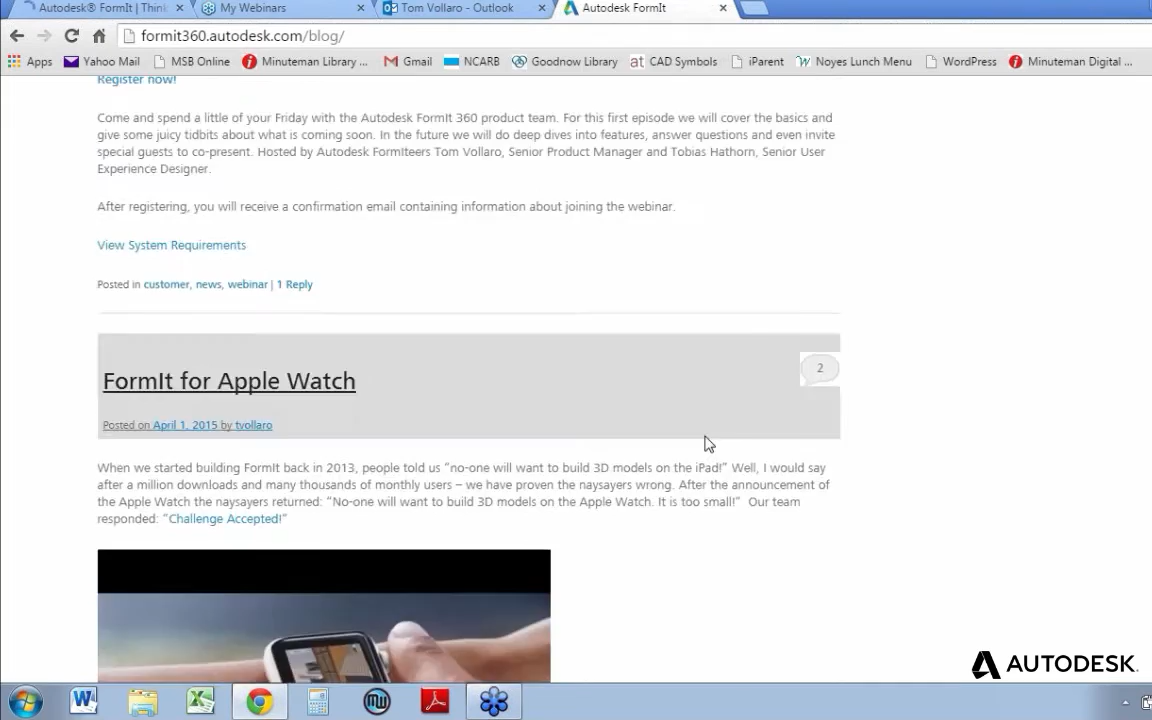 Autodesk® FormIt | Think
My Webinars
Tom Vollaro - Outlook
Autodesk FormIt
formit360.autodesk.com/blog/
Apps
Yahoo Mail
MSB Online
Minuteman Library ...
Gmail
NCARB
Goodnow Library
at CAD Symbols
iParent
Noyes Lunch Menu
WordPress
Minuteman Digital ...
Register now!
Come and spend a little of your Friday with the Autodesk FormIt 360 product team. For this first episode we will cover the basics and
give some juicy tidbits about what is coming soon. In the future we will do deep dives into features, answer questions and even invite
special guests to co-present. Hosted by Autodesk FormIteers Tom Vollaro, Senior Product Manager and Tobias Hathorn, Senior User
Experience Designer.
After registering, you will receive a confirmation email containing information about joining the webinar.
View System Requirements
Posted in customer, news, webinar | 1 Reply
FormIt for Apple Watch
2
Posted on April 1, 2015 by tvollaro
When we started building FormIt back in 2013, people told us “no-one will want to build 3D models on the iPad!” Well, I would say
after a million downloads and many thousands of monthly users – we have proven the naysayers wrong. After the announcement of
the Apple Watch the naysayers returned: “No-one will want to build 3D models on the Apple Watch. It is too small!”  Our team
responded: “Challenge Accepted!”
AUTODESK.